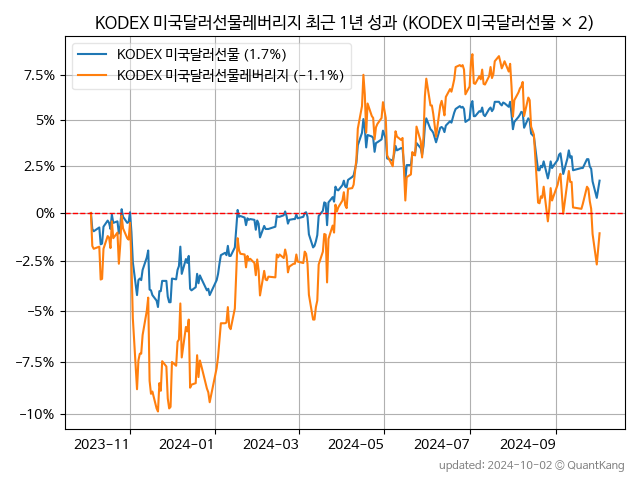 KODEX 미국달러선물레버리지 최근 1년 성과 (KODEX 미국달러선물 × 2)
KODEX 미국달러선물 (1.7%)
KODEX 미국달러선물레버리지 (−1.1%)
7.5%
5%
2.5%
0%
−2.5%
−5%
−7.5%
−10%
2023-11 2024-01 2024-03 2024-05 2024-07 2024-09
updated: 2024-10-02 © QuantKang